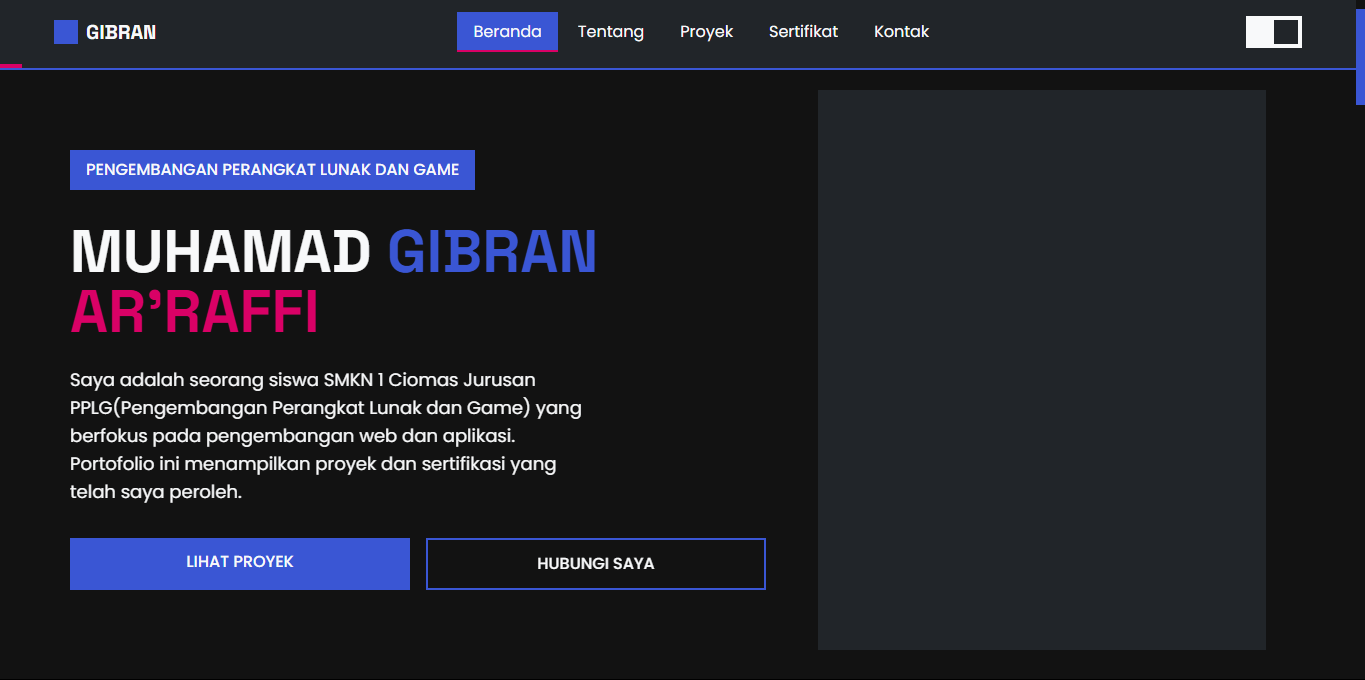 GIBRAN
Beranda
Tentang
Proyek
Sertifikat
Kontak
PENGEMBANGAN PERANGKAT LUNAK DAN GAME
MUHAMAD GIBRAN
AR’RAFFI
Saya adalah seorang siswa SMKN 1 Ciomas Jurusan
PPLG(Pengembangan Perangkat Lunak dan Game) yang
berfokus pada pengembangan web dan aplikasi.
Portofolio ini menampilkan proyek dan sertifikasi yang
telah saya peroleh.
LIHAT PROYEK
HUBUNGI SAYA